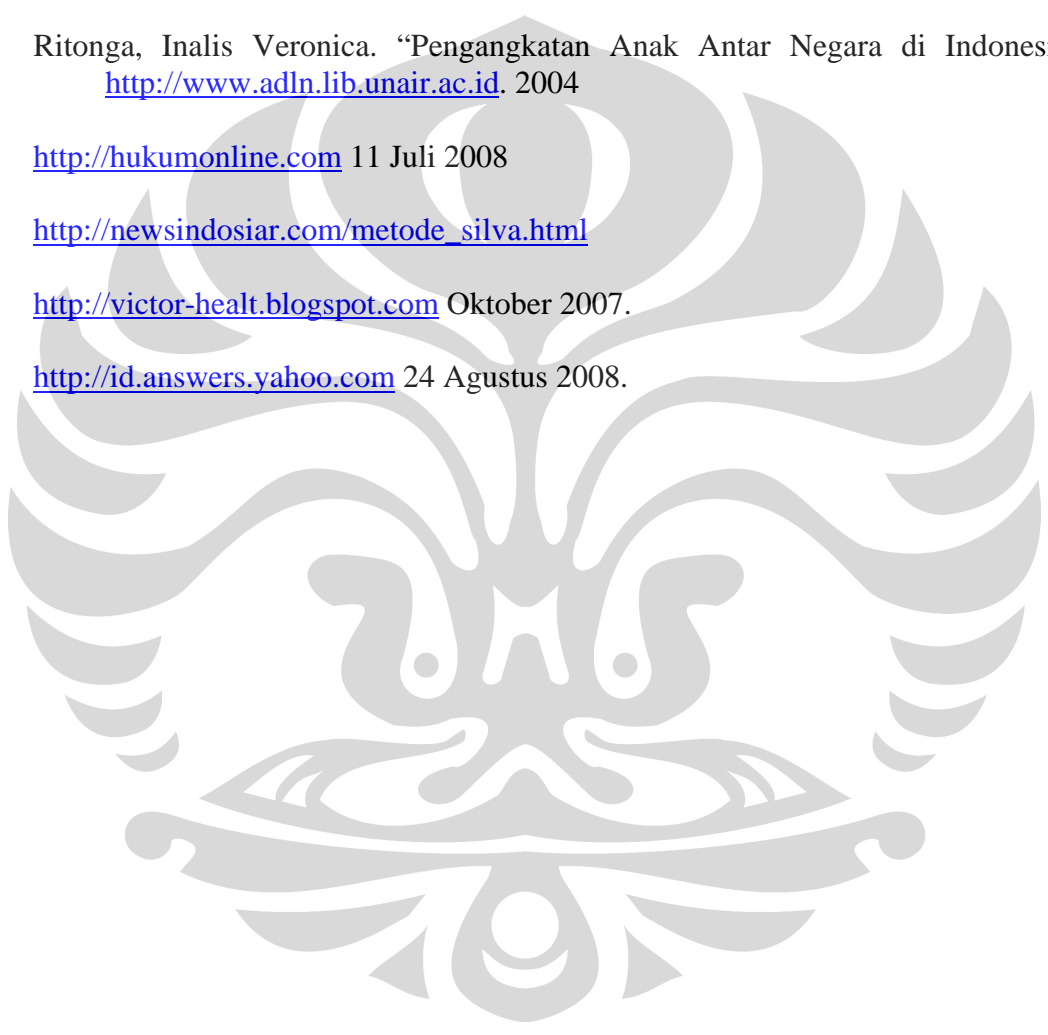 Ritonga, Inalis Veronica. “Pengangkatan Anak Antar Negara di
http://www.adln.lib.unair.ac.id. 2004
http://hukumonline.com 11 Juli 2008
http://newsindosiar.com/metode_silva.html
http://victor-healt.blogspot.com Oktober 2007.
http://id.answers.yahoo.com 24 Agustus 2008.